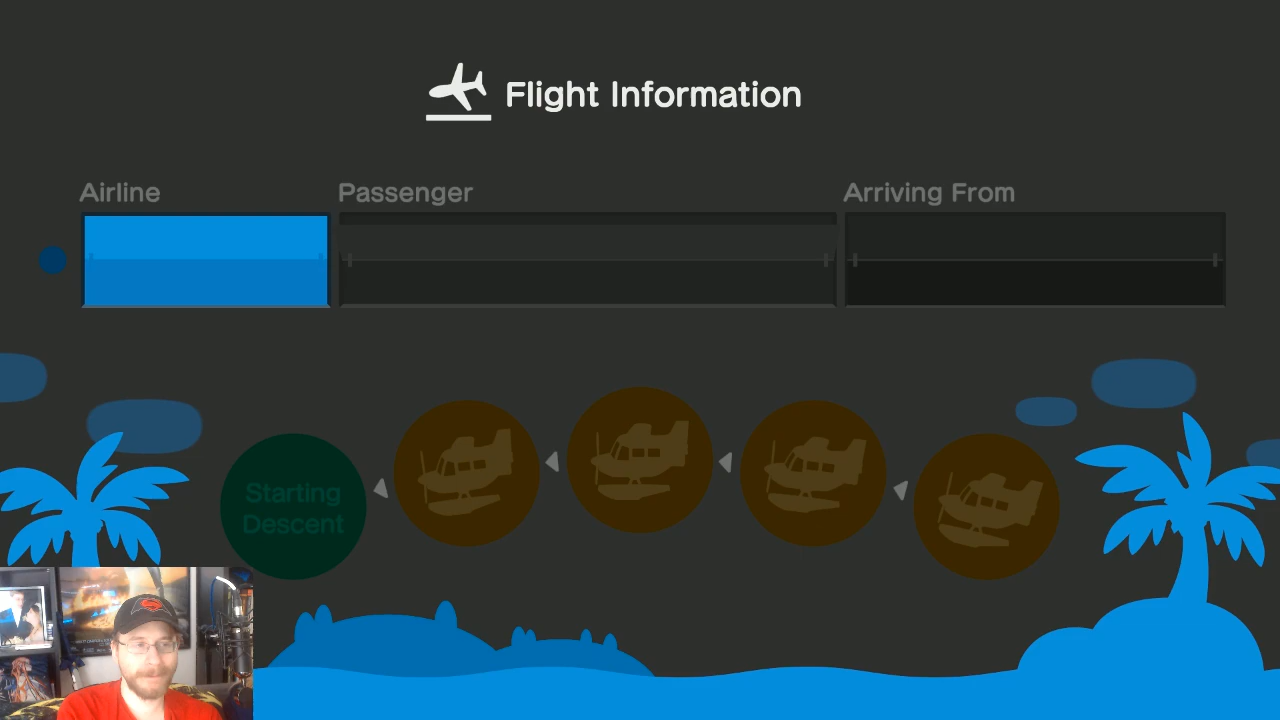 Flight Information
Airline
Passenger
Arriving From
Starting
Descent